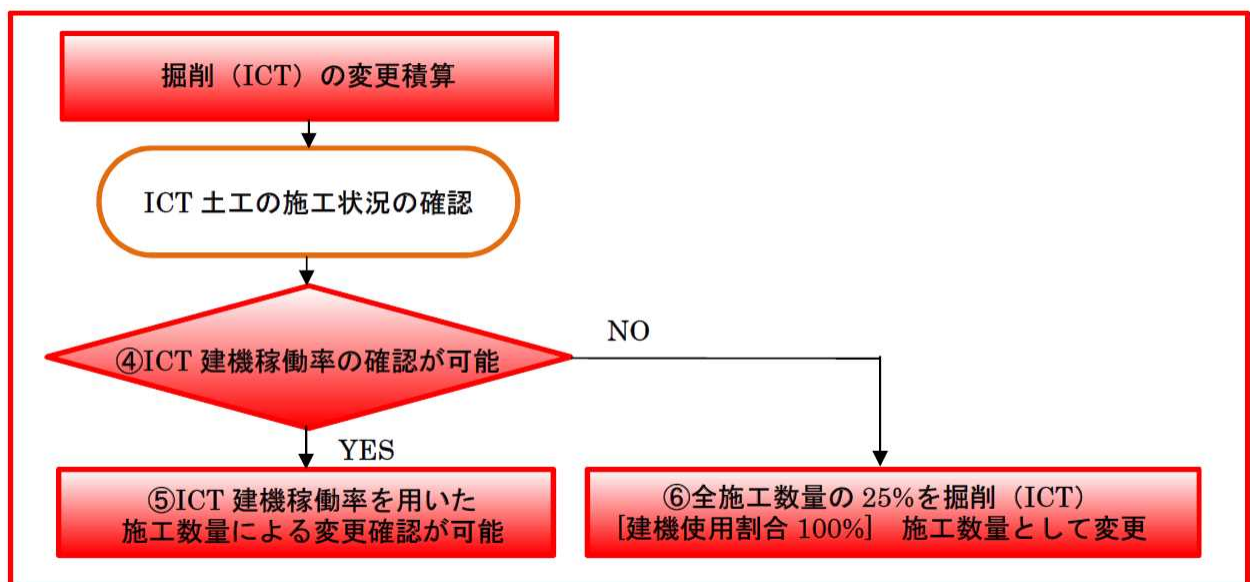 掘削（ICT）の変更積算
ICT 土工の施工状況の確認
④ICT 建機稼働率の確認が可能
NO
YES
⑤ICT 建機稼働率を用いた
施工数量による変更確認が可能
⑥全施工数量の 25%を掘削（ICT）
[建機使用割合 100%]　施工数量として変更